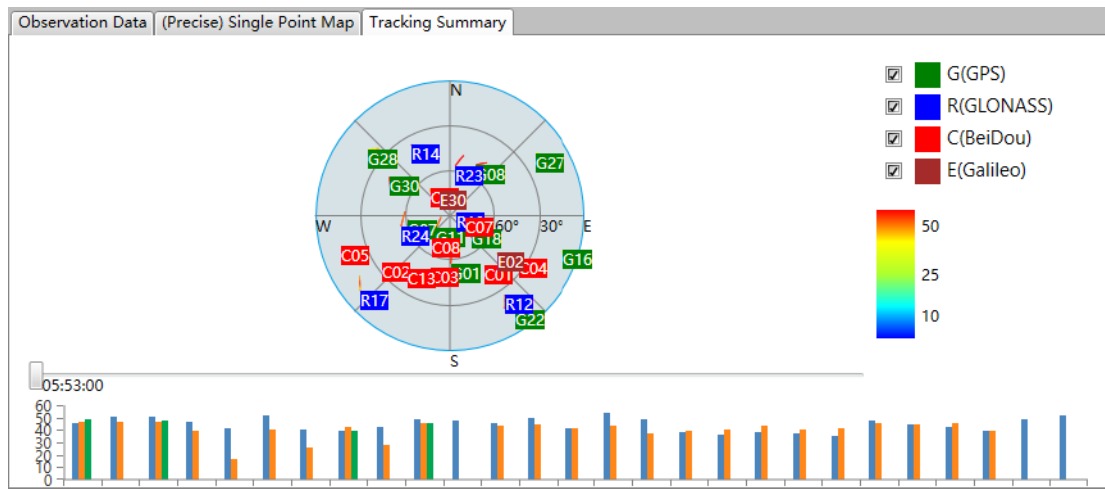 Observation Data (Precise) Single Point Map Tracking Summary
N
G(GPS)
R(GLONASS)
C(BeiDou)
E(Galileo)
R14
G28
G27
R23
G30
E30
W
60°
30°
E
C07
R24
G11
G18
C08
C05
E02
G16
C02
C04
C13
C03
G01
C01
R17
R12
G22
S
50
25
10
05:53:00
60
50
40
30
20
10
0